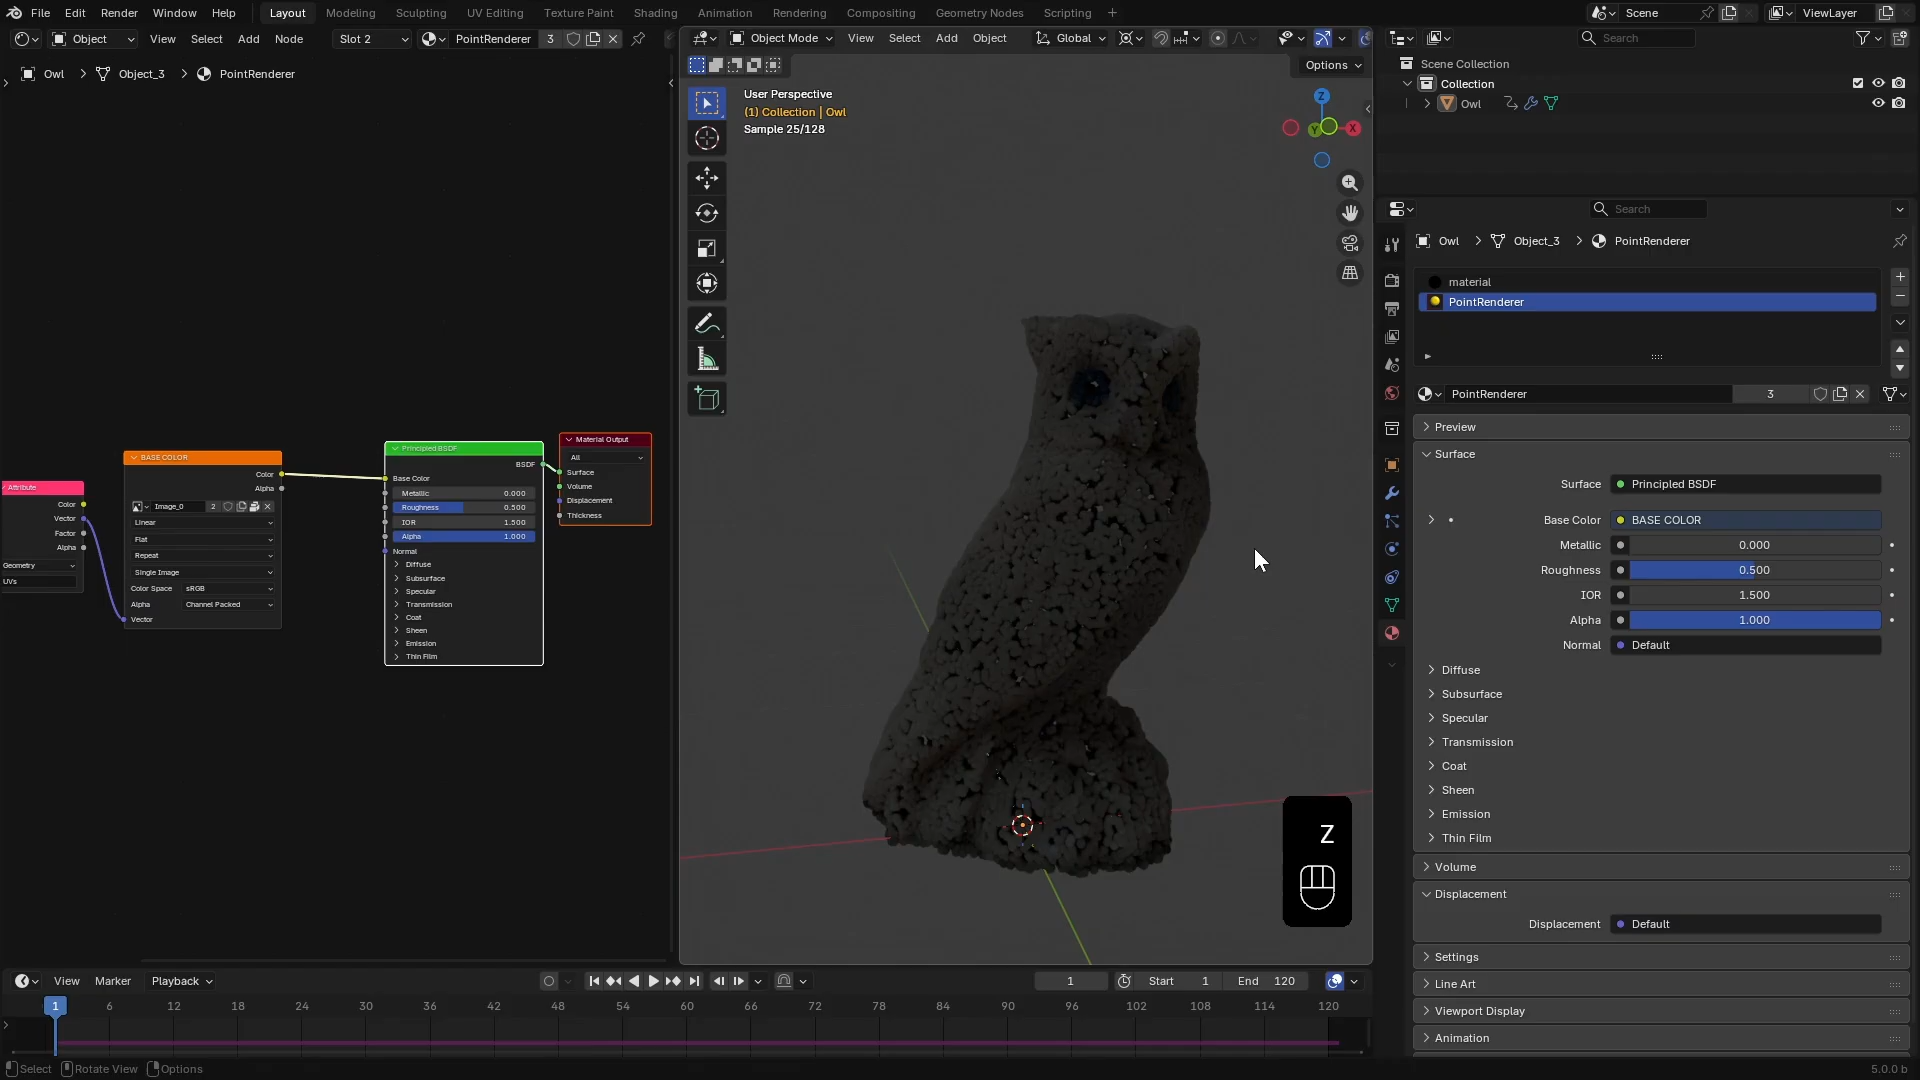 File Edit Render Window Help Layout Modeling Sculpting UV Editing Texture Paint Shading Animation Rendering Compositing Geometry Nodes Scripting + Scene ViewLayer
Object View Select Add Node Slot 2 PointRenderer 3
Object Mode View Select Add Object Global
Search
Owl > Object_3 > PointRenderer
Options
Scene Collection
Collection
Owl
User Perspective
(1) Collection | Owl
Sample 25/128
Z
X
Y
Search
Owl > Object_3 > PointRenderer
material
PointRenderer
PointRenderer 3
Preview
Surface
Surface Principled BSDF
Base Color BASE COLOR
Metallic 0.000
Roughness 0.500
IOR 1.500
Alpha 1.000
Normal Default
Diffuse
Subsurface
Specular
Transmission
Coat
Sheen
Emission
Thin Film
Volume
Displacement
Displacement Default
Settings
Line Art
Viewport Display
Animation
Attribute
Color
Vector
Factor
Alpha
Geometry
UVs
BASE COLOR
Color
Alpha
Image_0 2
Linear
Flat
Repeat
Single Image
Color Space sRGB
Alpha Channel Packed
Vector
Principled BSDF
BSDF
Base Color
Metallic 0.000
Roughness 0.500
IOR 1.500
Alpha 1.000
Normal
Diffuse
Subsurface
Specular
Transmission
Coat
Sheen
Emission
Thin Film
Material Output
All
Surface
Volume
Displacement
Thickness
Z
View Marker Playback 1 Start 1 End 120
1 6 12 18 24 30 36 42 48 54 60 66 72 78 84 90 96 102 108 114 120
Select Rotate View Options 5.0.0 b